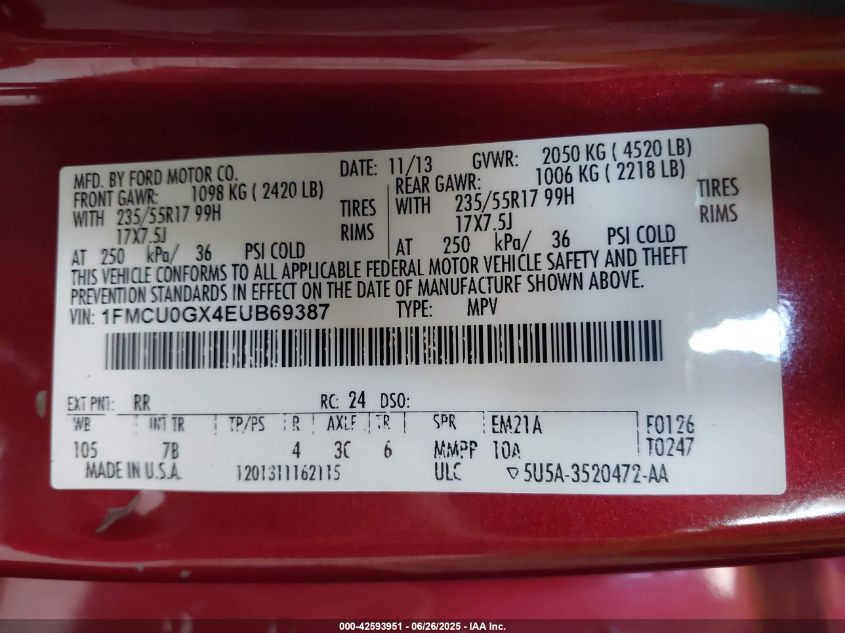 MFD. BY FORD MOTOR CO. DATE: 11/13 GVWR: 2050 KG ( 4520 LB)
FRONT GAWR: 1098 KG ( 2420 LB) REAR GAWR: 1006 KG ( 2218 LB)
WITH 235/55R17 99H TIRES WITH 235/55R17 99H TIRES
17X7.5J RIMS 17X7.5J RIMS
AT 250 kPa/ 36 PSI COLD AT 250 kPa/ 36 PSI COLD
THIS VEHICLE CONFORMS TO ALL APPLICABLE FEDERAL MOTOR VEHICLE SAFETY AND THEFT
PREVENTION STANDARDS IN EFFECT ON THE DATE OF MANUFACTURE SHOWN ABOVE.
VIN: 1FMCU0GX4EUB69387 TYPE: MPV
EXT PNT: RR RC: 24 DSO:
WB INT TR TP/PS R AXLE TR SPR EM21A F0126
105 7B 4 3C 6 MMPP 10A T0247
MADE IN U.S.A. 1201311162115 ULC ▽5U5A-3520472-AA
000-42593951 | 06/26/2025 - IAA Inc.